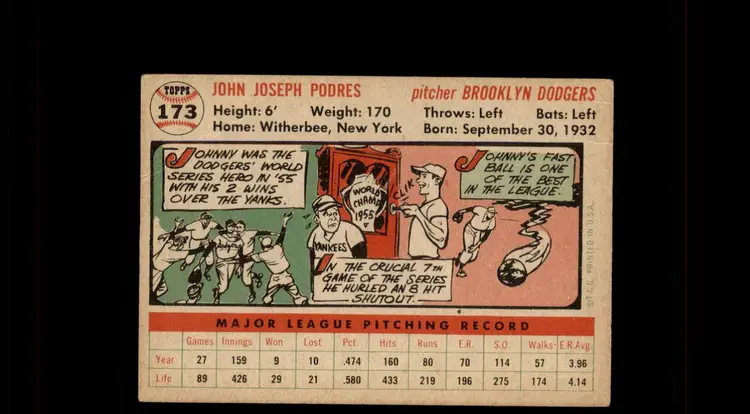 TOPPS
173
JOHN JOSEPH PODRES
pitcher BROOKLYN DODGERS
Height: 6' Weight: 170 Throws: Left Bats: Left
Home: Witherbee, New York Born: September 30, 1932
JOHNNY WAS THE
DODGERS' WORLD
SERIES HERO IN '55
WITH HIS 2 WINS
OVER THE YANKS.
Dodgers
WORLD
CHAMPS
1955
CLIK
YANKEES
IN THE CRUCIAL 7TH
GAME OF THE SERIES
HE HURLED AN 8 HIT
SHUTOUT.
JOHNNY'S FAST
BALL IS ONE
OF THE BEST
IN THE LEAGUE.
©T.C.G. PRINTED IN U.S.A.
MAJOR LEAGUE PITCHING RECORD
Games Innings Won Lost Pct. Hits Runs E.R. S.O. Walks E.R.Avg.
Year 27 159 9 10 .474 160 80 70 114 57 3.96
Life 89 426 29 21 .580 433 219 196 275 174 4.14